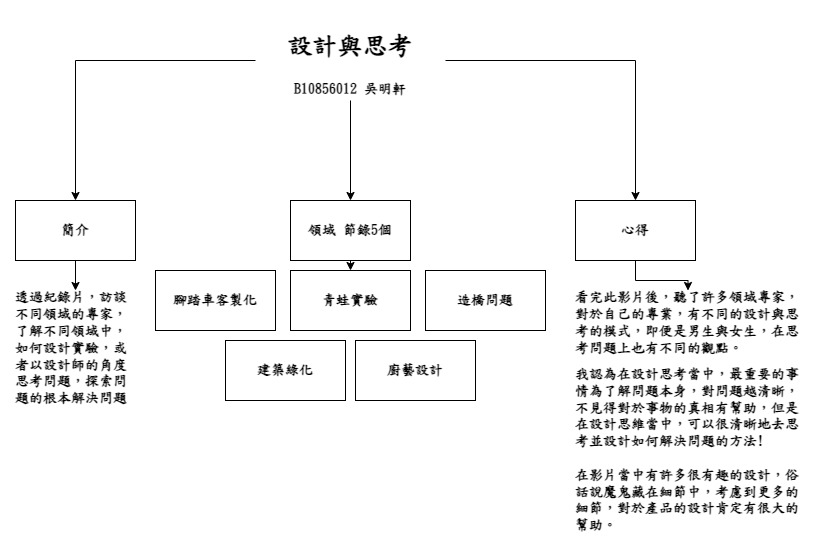 設計與思考
B10856012 吳明軒
簡介
領域 節錄5個
心得
透過紀錄片，訪談
不同領域的專家，
了解不同領域中，
如何設計實驗，或
者以設計師的角度
思考問題，探索問
題的根本解決問題
腳踏車客製化
青蛙實驗
造橋問題
建築綠化
廚藝設計
看完此影片後，聽了許多領域專家，
對於自己的專業，有不同的設計與思
考的模式，即便是男生與女生，在思
考問題上也有不同的觀點。
我認為在設計思考當中，最重要的事
情為了解問題本身，對問題越清晰，
不見得對於事物的真相有幫助，但是
在設計思維當中，可以很清晰地去思
考並設計如何解決問題的方法!
在影片當中有許多很有趣的設計，俗
話說魔鬼藏在細節中，考慮到更多的
細節，對於產品的設計肯定有很大的
幫助。